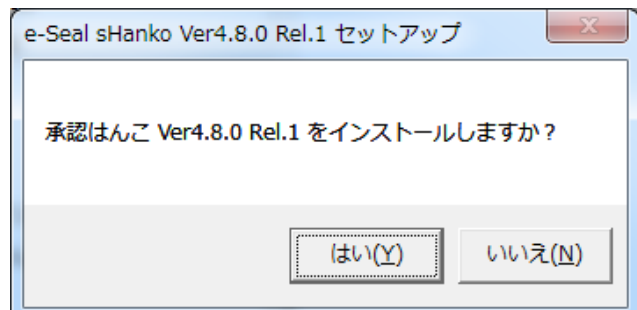 e-Seal sHanko Ver4.8.0 Rel.1 セットアップ
承認はんこ Ver4.8.0 Rel.1 をインストールしますか？
はい(Y)
いいえ(N)